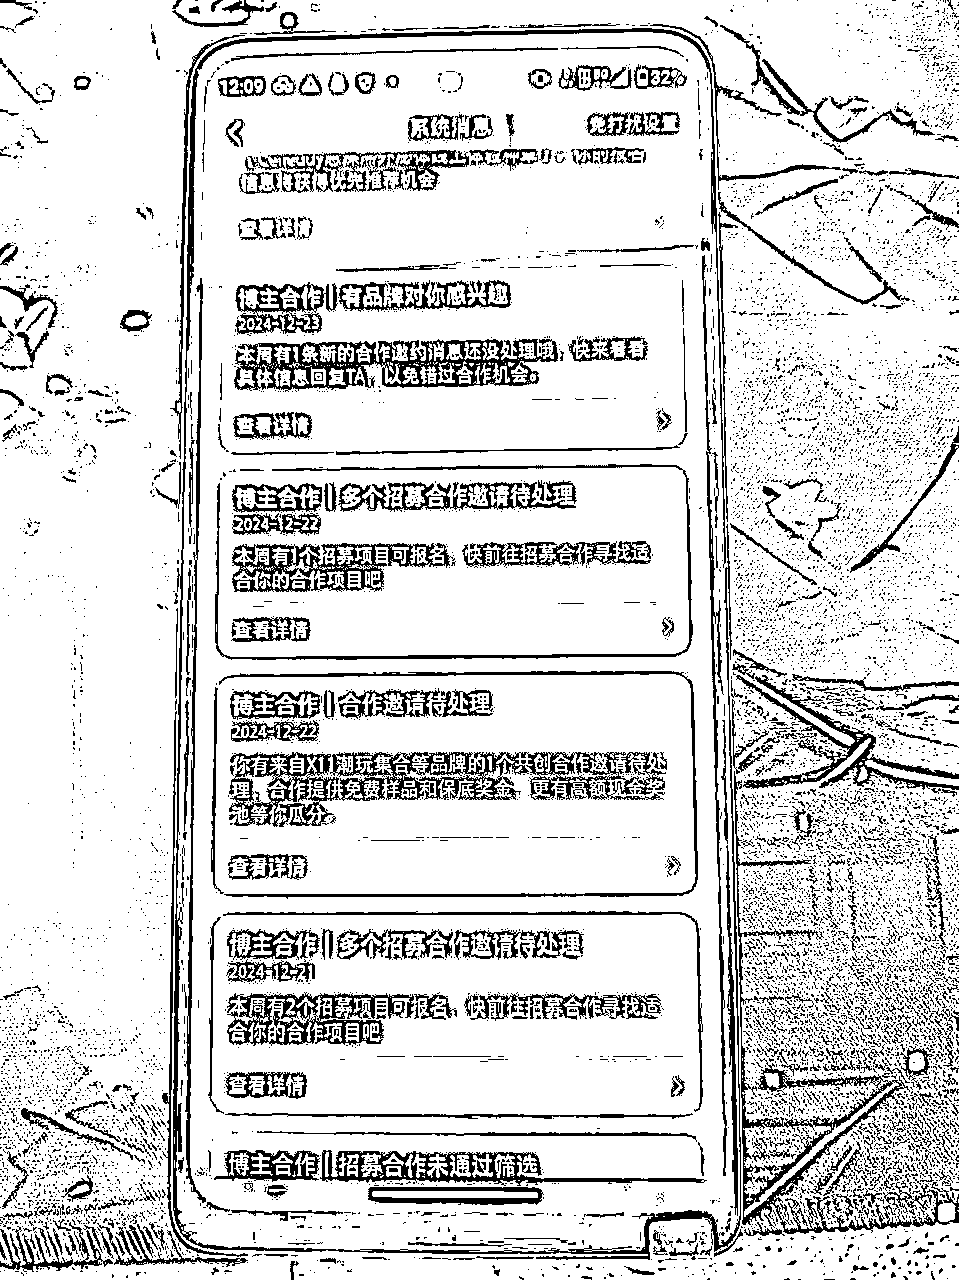 12:09
32%
系统消息
免打扰设置
信息将获得优先推荐机会
查看详情
博主合作 | 有品牌对你感兴趣
2024-12-23
本周有1条新的合作邀约消息还没处理哦，快来看看
具体信息回复TA，以免错过合作机会。
查看详情
博主合作 | 多个招募合作邀请待处理
2024-12-22
本周有1个招募项目可报名，快前往招募合作寻找适
合你的合作项目吧
查看详情
博主合作 | 合作邀请待处理
2024-12-22
你有来自X11潮玩集合等品牌的1个共创合作邀请待处
理，合作提供免费样品和保底奖金，更有高额现金奖
池等你瓜分。
查看详情
博主合作 | 多个招募合作邀请待处理
2024-12-21
本周有2个招募项目可报名，快前往招募合作寻找适
合你的合作项目吧
查看详情
博主合作 | 招募合作未通过筛选